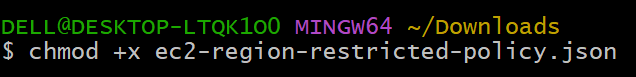 DELL@DESKTOP-LTQK1O0 MINGW64 ~/Downloads
$ chmod +x ec2-region-restricted-policy.json